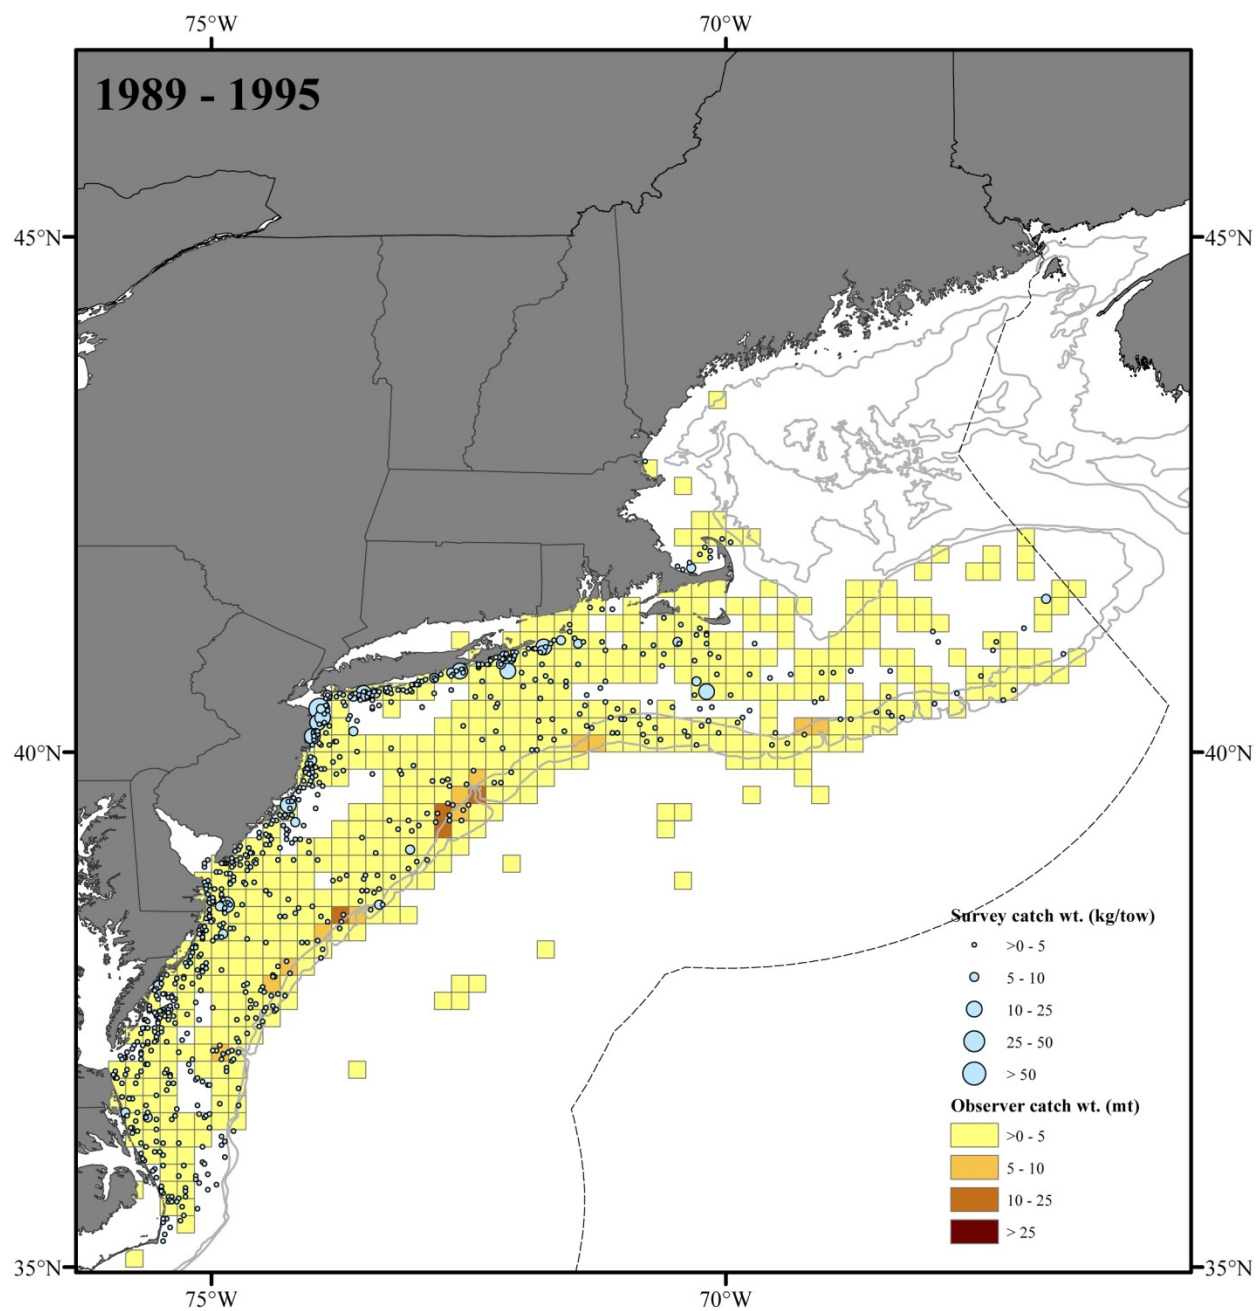 75°W 70°W
1989 - 1995
45°N 45°N
40°N 40°N
Survey catch wt. (kg/tow)
>0 - 5
5 - 10
10 - 25
25 - 50
> 50
Observer catch wt. (mt)
>0 - 5
5 - 10
10 - 25
> 25
35°N 35°N
75°W 70°W